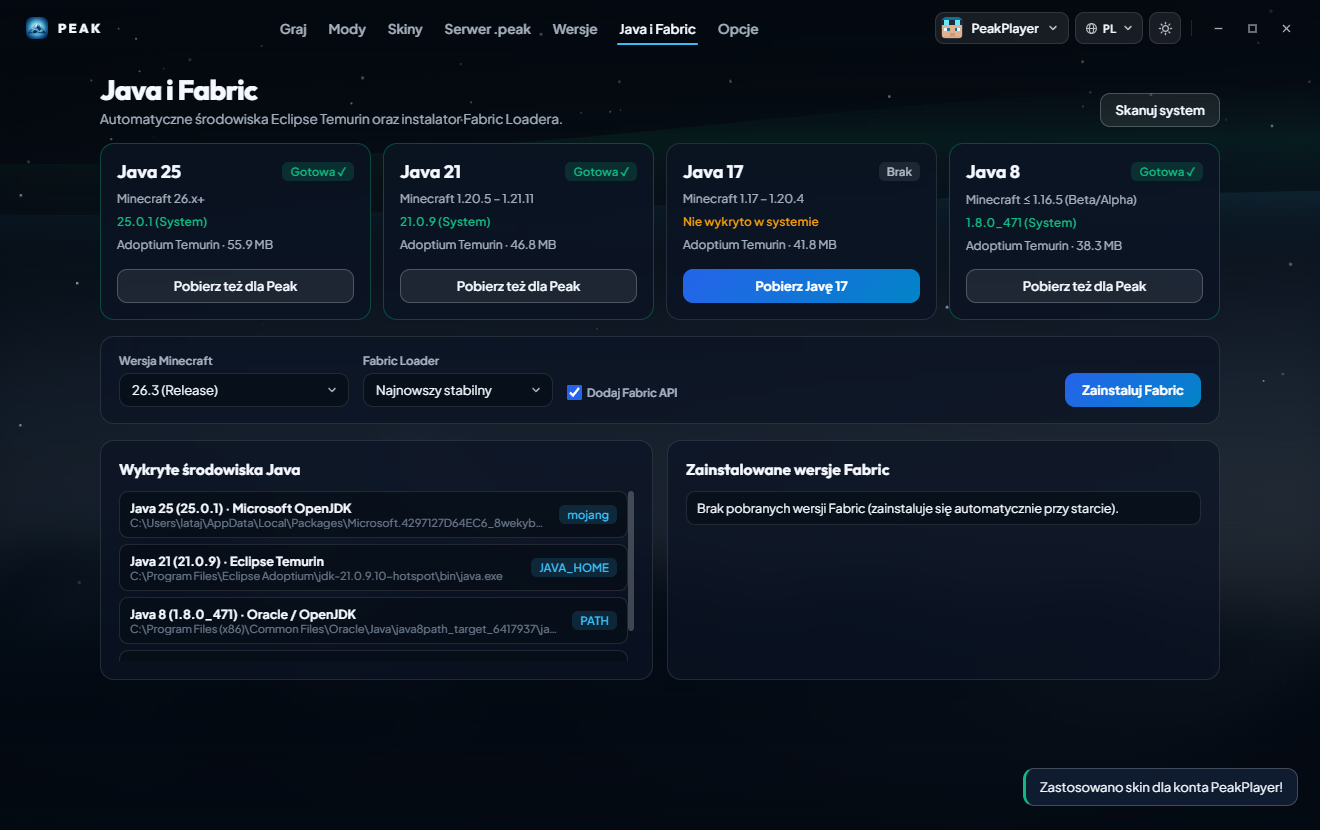 PEAK
Graj
Mody
Skiny
Serwer .peak
Wersje
Java i Fabric
Opcje
PeakPlayer
PL
Java i Fabric
Automatyczne środowiska Eclipse Temurin oraz instalator Fabric Loadera.
Skanuj system
Java 25
Gotowa ✓
Minecraft 26.x+
25.0.1 (System)
Adoptium Temurin · 55.9 MB
Pobierz też dla Peak
Java 21
Gotowa ✓
Minecraft 1.20.5 – 1.21.11
21.0.9 (System)
Adoptium Temurin · 46.8 MB
Pobierz też dla Peak
Java 17
Brak
Minecraft 1.17 – 1.20.4
Nie wykryto w systemie
Adoptium Temurin · 41.8 MB
Pobierz Javę 17
Java 8
Gotowa ✓
Minecraft ≤ 1.16.5 (Beta/Alpha)
1.8.0_471 (System)
Adoptium Temurin · 38.3 MB
Pobierz też dla Peak
Wersja Minecraft
26.3 (Release)
Fabric Loader
Najnowszy stabilny
Dodaj Fabric API
Zainstaluj Fabric
Wykryte środowiska Java
Java 25 (25.0.1) · Microsoft OpenJDK
C:\Users\lataj\AppData\Local\Packages\Microsoft.4297127D64EC6_8wekyb...
mojang
Java 21 (21.0.9) · Eclipse Temurin
C:\Program Files\Eclipse Adoptium\jdk-21.0.9.10-hotspot\bin\java.exe
JAVA_HOME
Java 8 (1.8.0_471) · Oracle / OpenJDK
C:\Program Files (x86)\Common Files\Oracle\Java\java8path_target_6417937\ja...
PATH
Zainstalowane wersje Fabric
Brak pobranych wersji Fabric (zainstaluje się automatycznie przy starcie).
Zastosowano skin dla konta PeakPlayer!